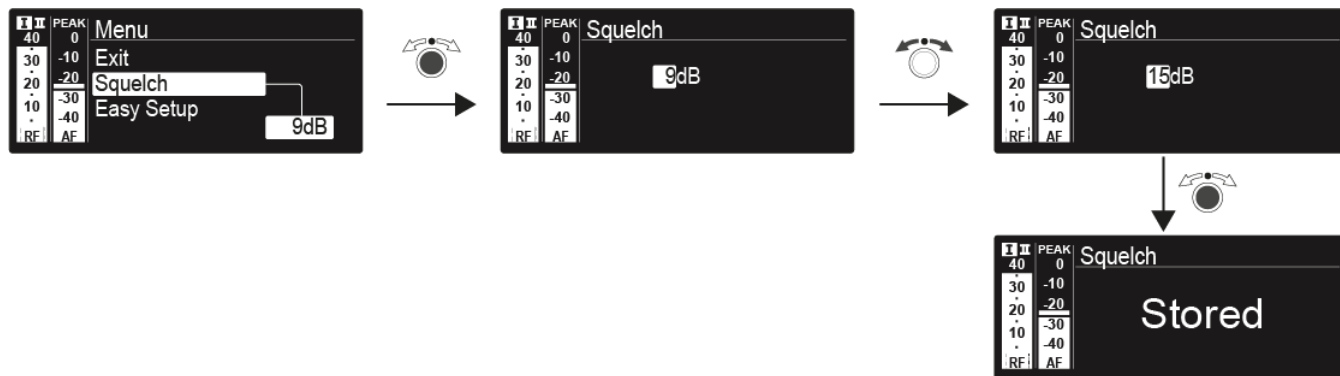 I II PEAK
40 0 Menu
30 -10 Exit
20 -20 Squelch
10 -30 Easy Setup
-40 9dB
RF AF
I II PEAK
40 0 Squelch
30 -10
20 -20 9dB
10 -30
-40
RF AF
I II PEAK
40 0 Squelch
30 -10
20 -20 15dB
10 -30
-40
RF AF
I II PEAK
40 0 Squelch
30 -10
20 -20 Stored
10 -30
-40
RF AF